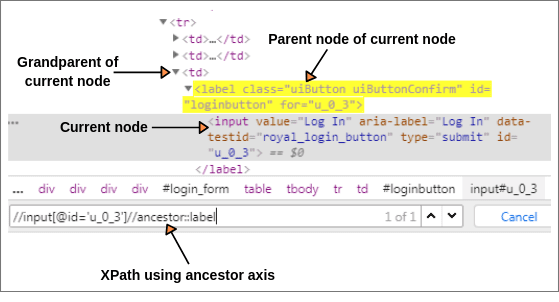 ▼<tr>
▶<td>…</td>
▶<td>…</td>
Parent node of current node
Grandparent of
current node
▼<td>
▼<label class="uiButton uiButtonConfirm" id=
"loginbutton" for="u_0_3">
Current node
… <input value="Log In" aria-label="Log In" data-
testid="royal_login_button" type="submit" id=
"u_0_3"> == $0
</label>
… div div div #login_form table tbody tr td #loginbutton input#u_0_3
//input[@id='u_0_3']//ancestor::label 1 of 1 Cancel
XPath using ancestor axis